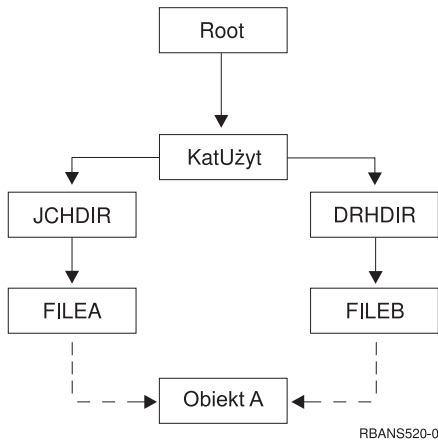 Root
KatUżyt
JCHDIR
DRHDIR
FILEA
FILEB
Obiekt A
RBANS520-0